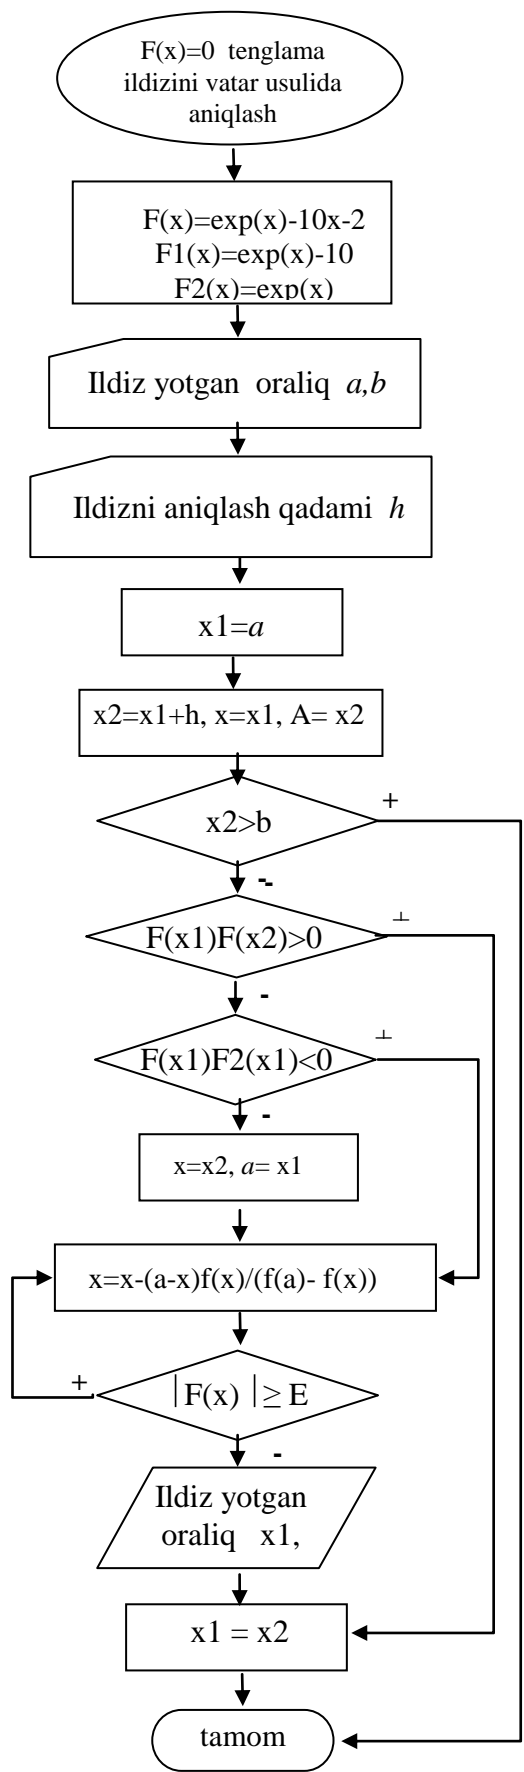 F(x)=0 tenglama
ildizini vatar usulida
aniqlash
F(x)=exp(x)-10x-2
F1(x)=exp(x)-10
F2(x)=exp(x)
Ildiz yotgan oraliq a,b
Ildizni aniqlash qadami h
x1=a
x2=x1+h, x=x1, A= x2
x2>b
+
-
F(x1)F(x2)>0
+
-
F(x1)F2(x1)<0
+
-
x=x2, a= x1
x=x-(a-x)f(x)/(f(a)- f(x))
+
|F(x) | ≥ E
-
Ildiz yotgan
oraliq x1,
x1 = x2
tamom